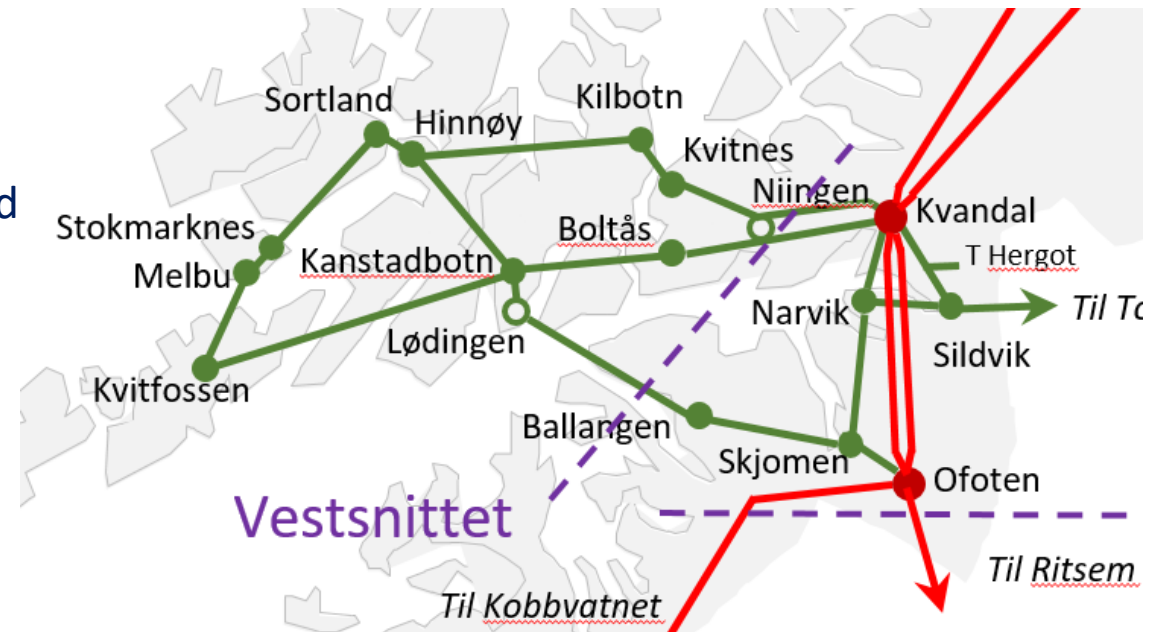 Sortland
Kilbotn
Hinnøy
Kvitnes
d
Niingen
Kvandal
Stokmarknes
Boltås
T Hergot
Melbu
Kanstadbotn
Narvik
Til To
Lødingen
Sildvik
Kvitfossen
Ballangen
Skjomen
Ofoten
Vestsnittet
Til Ritsem
Til Kobbvatnet